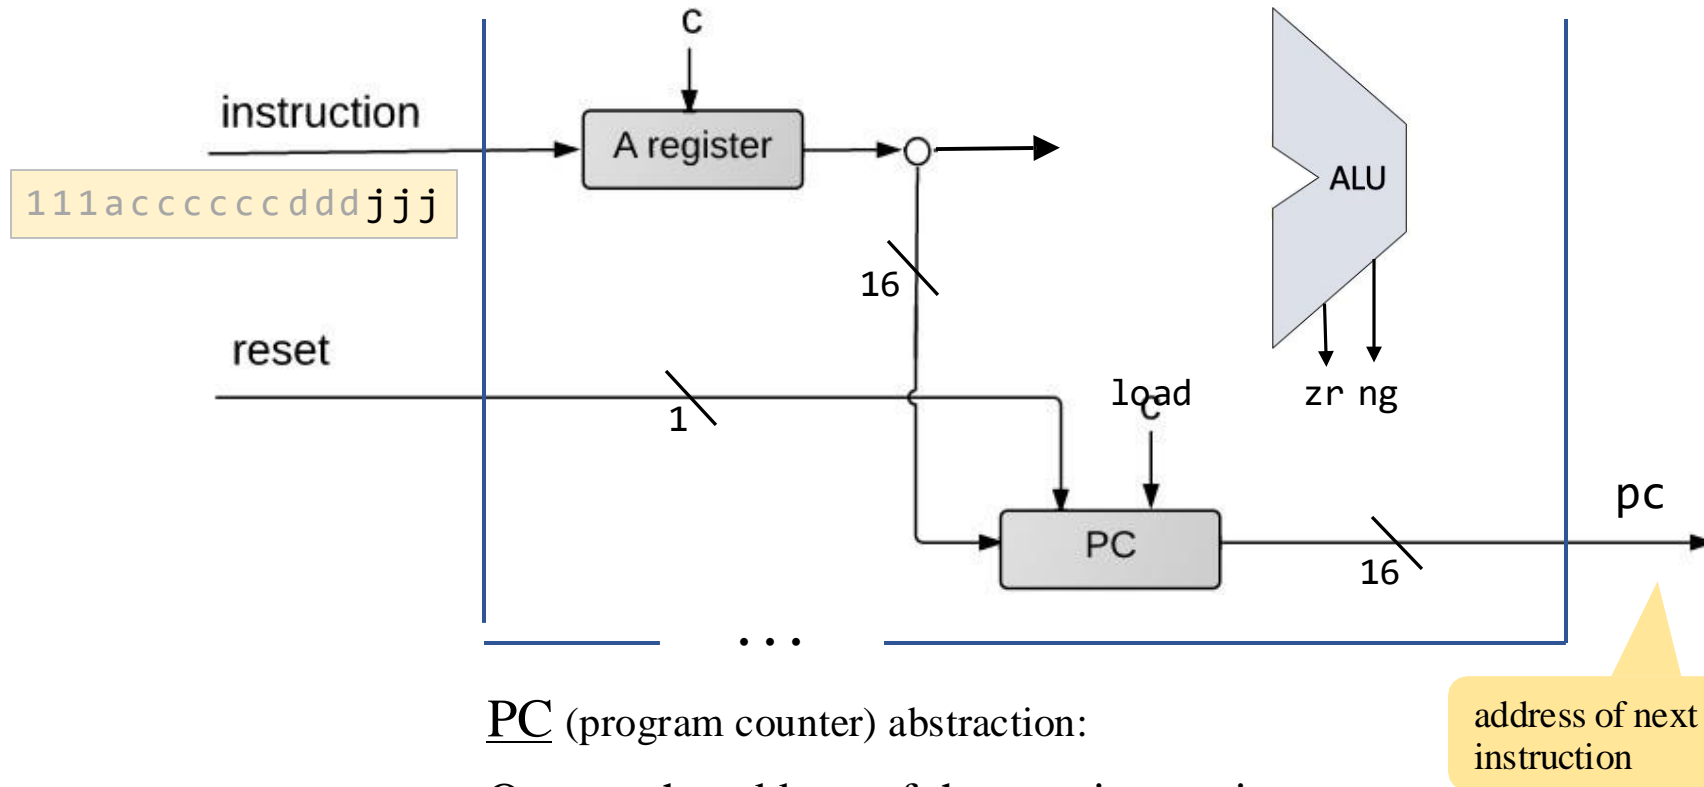 c
instruction
A register
111accccccdddjjj
ALU
16
reset
1
load
c
zr ng
pc
PC
16
...
PC (program counter) abstraction:
address of next
instruction